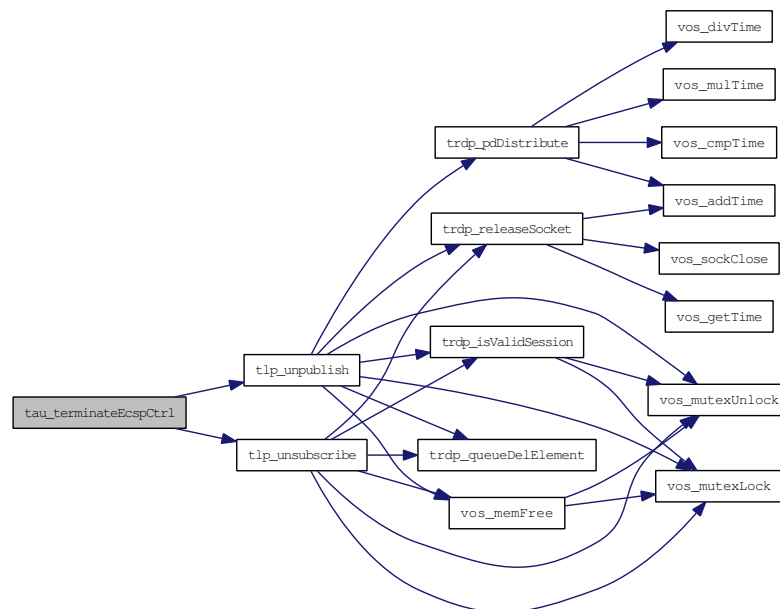 vos_divTime
vos_mulTime
trdp_pdDistribute
vos_cmpTime
vos_addTime
trdp_releaseSocket
vos_sockClose
vos_getTime
trdp_isValidSession
tlp_unpublish
vos_mutexUnlock
tau_terminateEcspCtrl
tlp_unsubscribe
trdp_queueDelElement
vos_mutexLock
vos_memFree